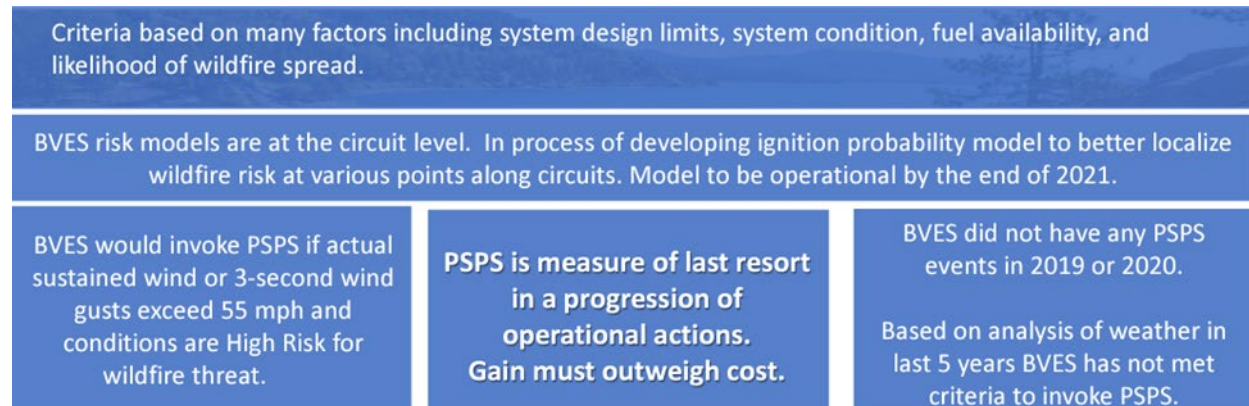 Criteria based on many factors including system design limits, system condition, fuel availability, and
likelihood of wildfire spread.
BVES risk models are at the circuit level. In process of developing ignition probability model to better localize
wildfire risk at various points along circuits. Model to be operational by the end of 2021.
BVES would invoke PSPS if actual
sustained wind or 3-second wind
gusts exceed 55 mph and
conditions are High Risk for
wildfire threat.
PSPS is measure of last resort
in a progression of
operational actions.
Gain must outweigh cost.
BVES did not have any PSPS
events in 2019 or 2020.
Based on analysis of weather in
last 5 years BVES has not met
criteria to invoke PSPS.